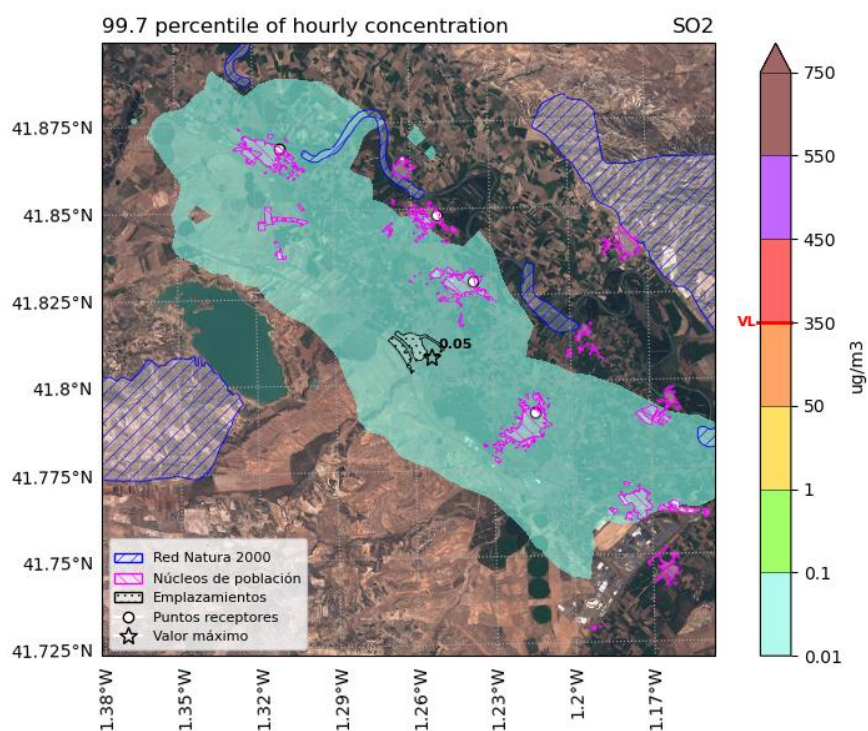 99.7 percentile of hourly concentration SO2
41.875°N
41.85°N
41.825°N
41.8°N
41.775°N
41.75°N
41.725°N
0.05
Red Natura 2000
Núcleos de población
Emplazamientos
Puntos receptores
Valor máximo
1.38°W
1.35°W
1.32°W
1.29°W
1.26°W
1.23°W
1.2°W
1.17°W
750
550
450
VL 350
50
1
0.1
0.01
ug/m3